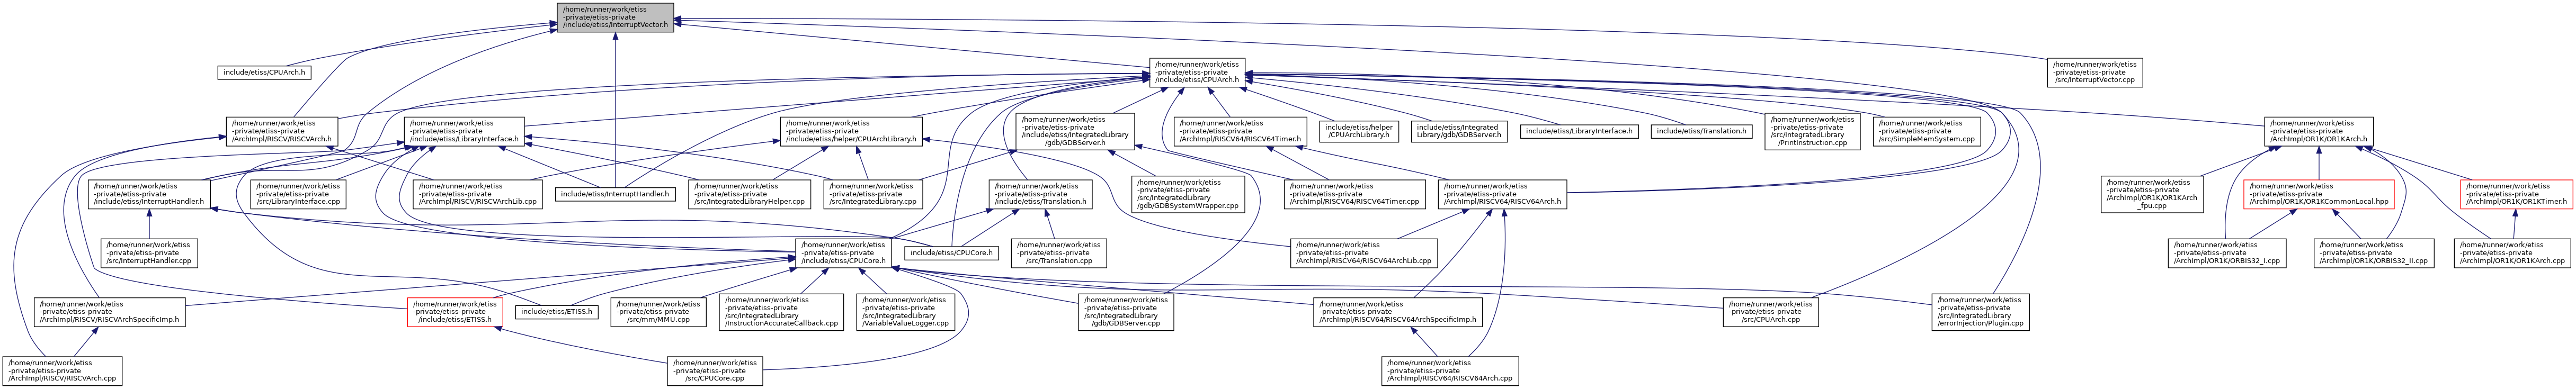 /home/runner/work/etiss
-private/etiss-private
/include/etiss/InterruptVector.h
include/etiss/CPUArch.h
/home/runner/work/etiss
-private/etiss-private
/include/etiss/CPUArch.h
/home/runner/work/etiss
-private/etiss-private
/src/InterruptVector.cpp
/home/runner/work/etiss
-private/etiss-private
/ArchImpl/RISCV/RISCVArch.h
/home/runner/work/etiss
-private/etiss-private
/include/etiss/LibraryInterface.h
/home/runner/work/etiss
-private/etiss-private
/include/etiss/helper/CPUArchLibrary.h
/home/runner/work/etiss
-private/etiss-private
/include/etiss/IntegratedLibrary
/gdb/GDBServer.h
/home/runner/work/etiss
-private/etiss-private
/ArchImpl/RISCV64/RISCV64Timer.h
include/etiss/helper
/CPUArchLibrary.h
include/etiss/Integrated
Library/gdb/GDBServer.h
include/etiss/LibraryInterface.h
include/etiss/Translation.h
/home/runner/work/etiss
-private/etiss-private
/src/IntegratedLibrary
/PrintInstruction.cpp
/home/runner/work/etiss
-private/etiss-private
/src/SimpleMemSystem.cpp
/home/runner/work/etiss
-private/etiss-private
/ArchImpl/OR1K/OR1KArch.h
/home/runner/work/etiss
-private/etiss-private
/include/etiss/InterruptHandler.h
/home/runner/work/etiss
-private/etiss-private
/src/LibraryInterface.cpp
/home/runner/work/etiss
-private/etiss-private
/ArchImpl/RISCV/RISCVArchLib.cpp
include/etiss/InterruptHandler.h
/home/runner/work/etiss
-private/etiss-private
/src/IntegratedLibraryHelper.cpp
/home/runner/work/etiss
-private/etiss-private
/src/IntegratedLibrary.cpp
/home/runner/work/etiss
-private/etiss-private
/include/etiss/Translation.h
/home/runner/work/etiss
-private/etiss-private
/src/IntegratedLibrary
/gdb/GDBSystemWrapper.cpp
/home/runner/work/etiss
-private/etiss-private
/ArchImpl/RISCV64/RISCV64Timer.cpp
/home/runner/work/etiss
-private/etiss-private
/ArchImpl/RISCV64/RISCV64Arch.h
/home/runner/work/etiss
-private/etiss-private
/ArchImpl/OR1K/OR1KArch
_fpu.cpp
/home/runner/work/etiss
-private/etiss-private
/ArchImpl/OR1K/OR1KCommonLocal.hpp
/home/runner/work/etiss
-private/etiss-private
/ArchImpl/OR1K/OR1KTimer.h
/home/runner/work/etiss
-private/etiss-private
/src/InterruptHandler.cpp
/home/runner/work/etiss
-private/etiss-private
/include/etiss/CPUCore.h
include/etiss/CPUCore.h
/home/runner/work/etiss
-private/etiss-private
/src/Translation.cpp
/home/runner/work/etiss
-private/etiss-private
/ArchImpl/RISCV64/RISCV64ArchLib.cpp
/home/runner/work/etiss
-private/etiss-private
/ArchImpl/OR1K/ORBIS32_I.cpp
/home/runner/work/etiss
-private/etiss-private
/ArchImpl/OR1K/ORBIS32_II.cpp
/home/runner/work/etiss
-private/etiss-private
/ArchImpl/OR1K/OR1KArch.cpp
/home/runner/work/etiss
-private/etiss-private
/ArchImpl/RISCV/RISCVArchSpecificImp.h
/home/runner/work/etiss
-private/etiss-private
/include/etiss/ETISS.h
include/etiss/ETISS.h
/home/runner/work/etiss
-private/etiss-private
/src/mm/MMU.cpp
/home/runner/work/etiss
-private/etiss-private
/src/IntegratedLibrary
/InstructionAccurateCallback.cpp
/home/runner/work/etiss
-private/etiss-private
/src/IntegratedLibrary
/VariableValueLogger.cpp
/home/runner/work/etiss
-private/etiss-private
/src/IntegratedLibrary
/gdb/GDBServer.cpp
/home/runner/work/etiss
-private/etiss-private
/ArchImpl/RISCV64/RISCV64ArchSpecificImp.h
/home/runner/work/etiss
-private/etiss-private
/src/CPUArch.cpp
/home/runner/work/etiss
-private/etiss-private
/src/IntegratedLibrary
/errorInjection/Plugin.cpp
/home/runner/work/etiss
-private/etiss-private
/ArchImpl/RISCV/RISCVArch.cpp
/home/runner/work/etiss
-private/etiss-private
/src/CPUCore.cpp
/home/runner/work/etiss
-private/etiss-private
/ArchImpl/RISCV64/RISCV64Arch.cpp